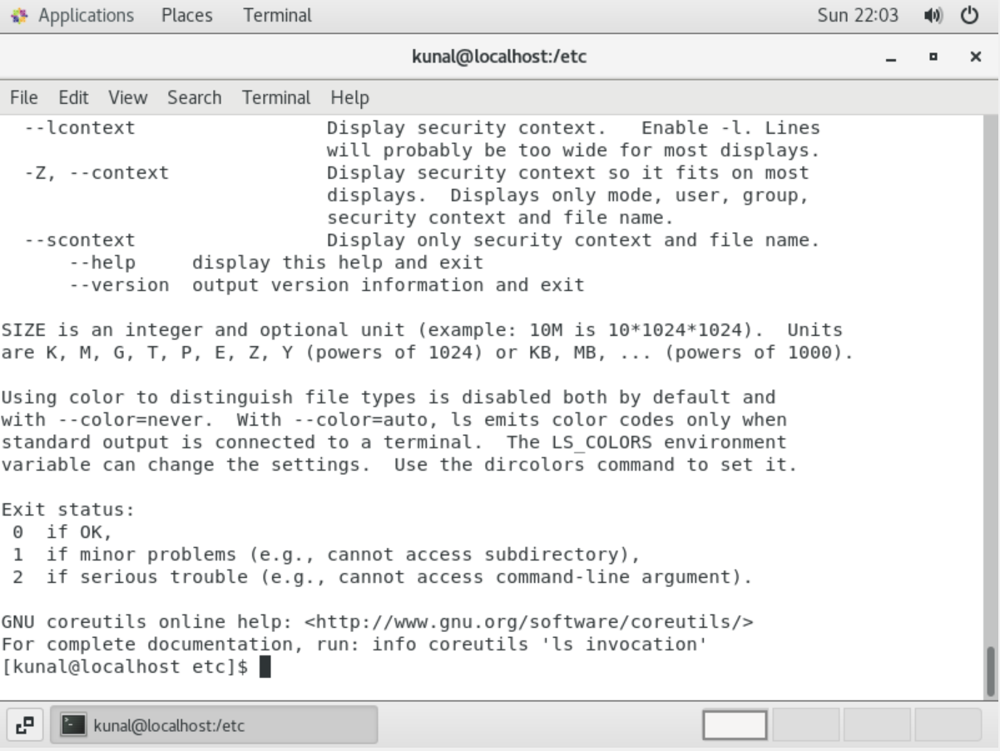 Applications Places Terminal Sun 22:03
kunal@localhost:/etc
File Edit View Search Terminal Help
  --lcontext                 Display security context.   Enable -l. Lines
                             will probably be too wide for most displays.
  -Z, --context              Display security context so it fits on most
                             displays.  Displays only mode, user, group,
                             security context and file name.
  --scontext                 Display only security context and file name.
      --help     display this help and exit
      --version  output version information and exit

SIZE is an integer and optional unit (example: 10M is 10*1024*1024).  Units
are K, M, G, T, P, E, Z, Y (powers of 1024) or KB, MB, ... (powers of 1000).

Using color to distinguish file types is disabled both by default and
with --color=never.  With --color=auto, ls emits color codes only when
standard output is connected to a terminal.  The LS_COLORS environment
variable can change the settings.  Use the dircolors command to set it.

Exit status:
 0  if OK,
 1  if minor problems (e.g., cannot access subdirectory),
 2  if serious trouble (e.g., cannot access command-line argument).

GNU coreutils online help: <http://www.gnu.org/software/coreutils/>
For complete documentation, run: info coreutils 'ls invocation'
[kunal@localhost etc]$
kunal@localhost:/etc